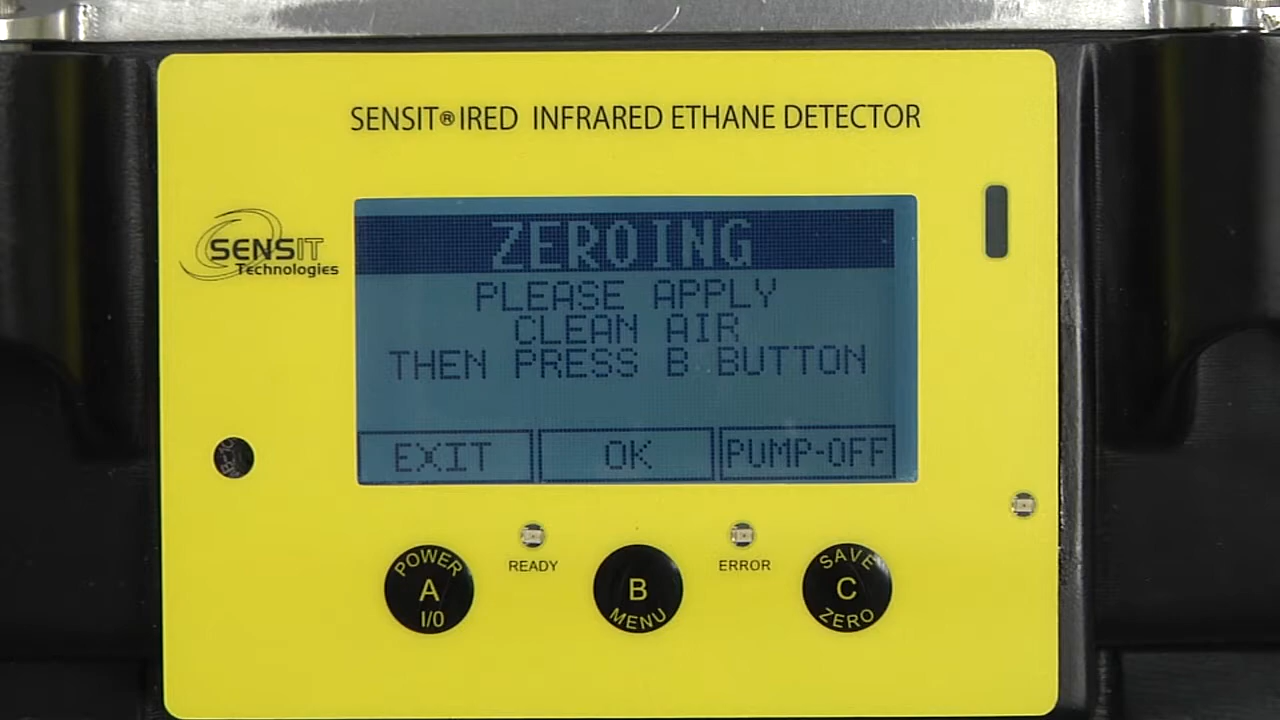 SENSIT®IRED INFRARED ETHANE DETECTOR
SENSIT
Technologies
ZEROING
PLEASE APPLY
CLEAN AIR
THEN PRESS B BUTTON
EXIT OK PUMP-OFF
READY ERROR
POWER A I/O
B MENU
SAVE C ZERO